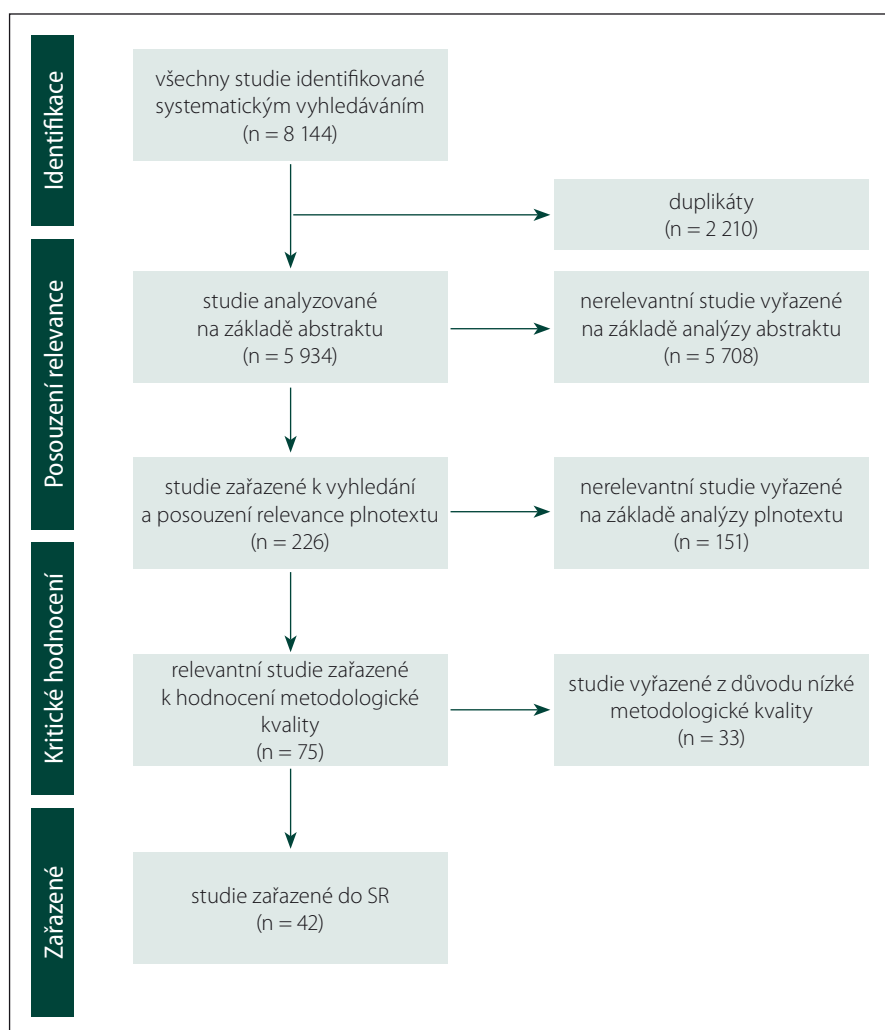 Identifikace
všechny studie identifikované
systematickým vyhledáváním
(n = 8 144)
duplikáty
(n = 2 210)
Posouzení relevance
studie analyzované
na základě abstraktu
(n = 5 934)
nerelevantní studie vyřazené
na základě analýzy abstraktu
(n = 5 708)
studie zařazené k vyhledání
a posouzení relevance plnotextu
(n = 226)
nerelevantní studie vyřazené
na základě analýzy plnotextu
(n = 151)
Kritické hodnocení
relevantní studie zařazené
k hodnocení metodologické
kvality
(n = 75)
studie vyřazené z důvodu nízké
metodologické kvality
(n = 33)
Zařazené
studie zařazené do SR
(n = 42)